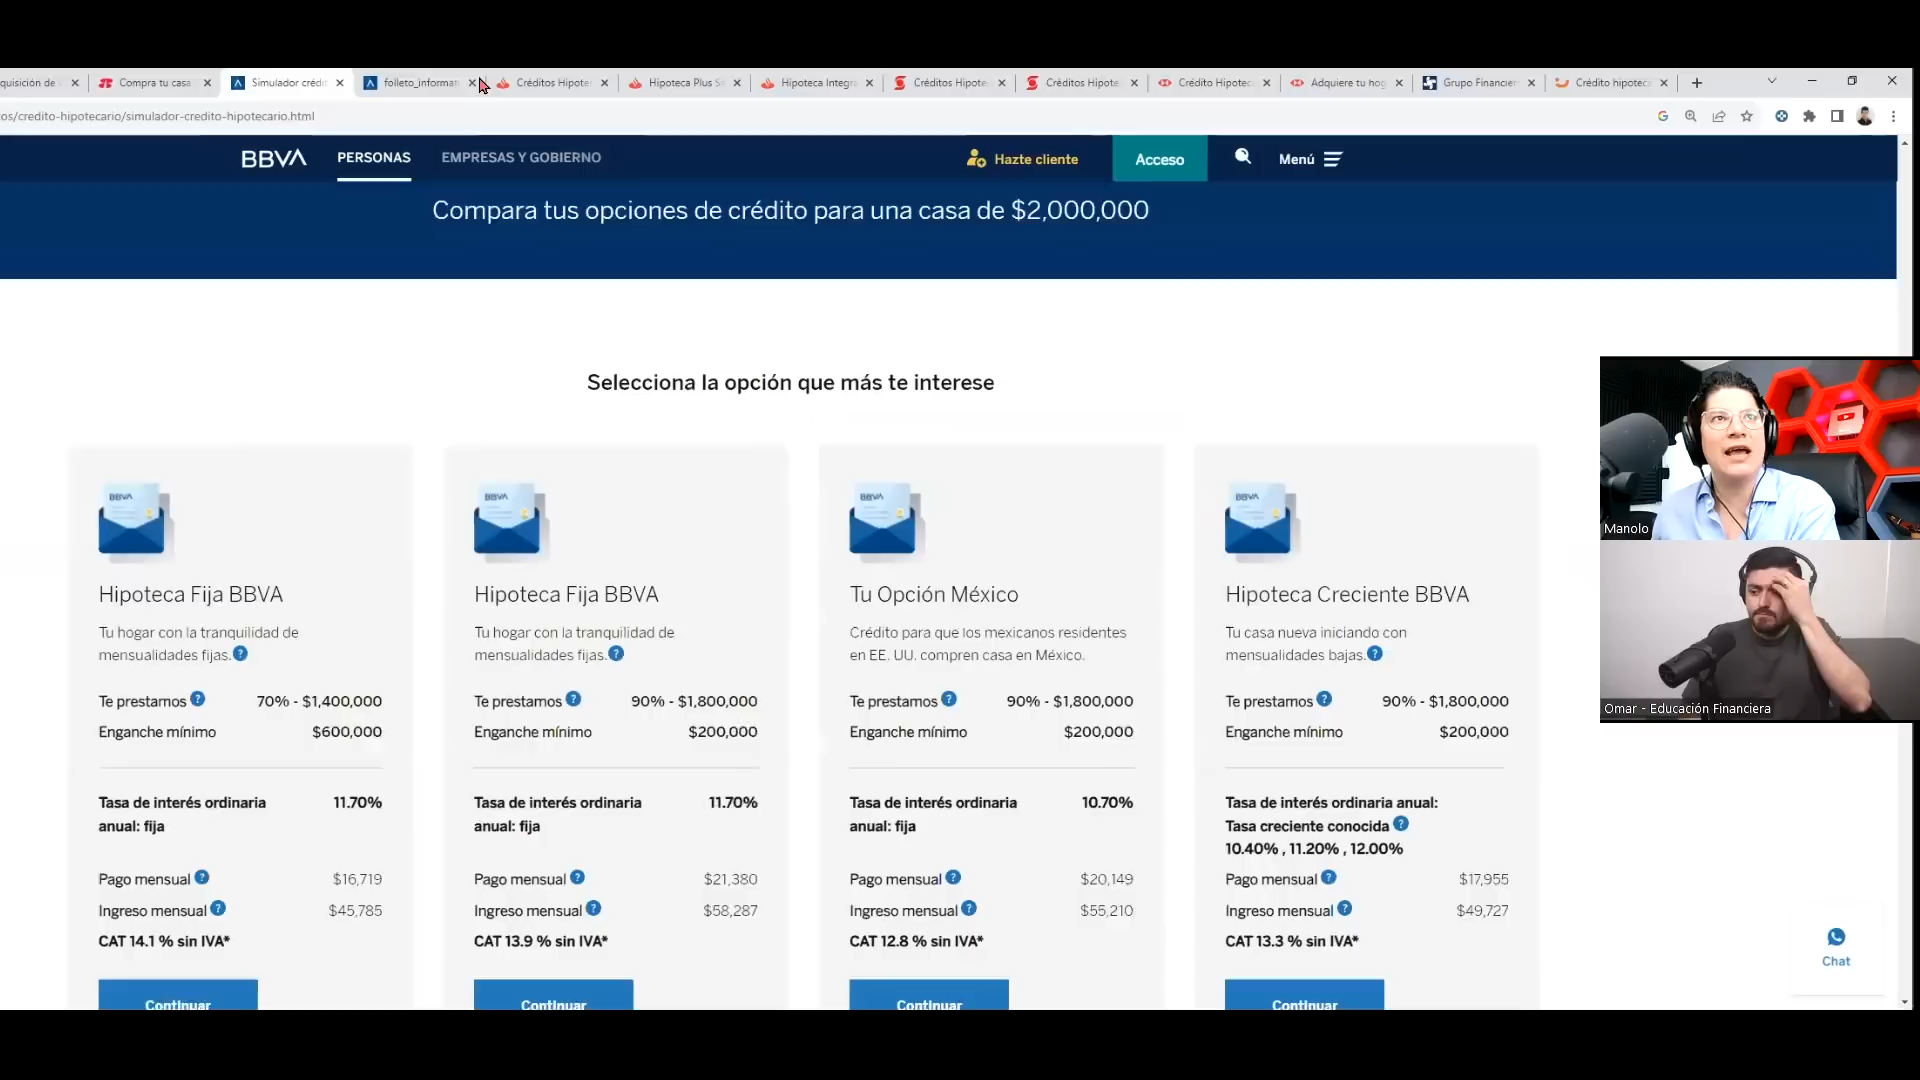 quisición de
Compra tu casa
Simulador crédi
folleto_informat
Créditos Hipote
Hipoteca Plus S
Hipoteca Integra
Créditos Hipote
Créditos Hipote
Crédito Hipotec
Adquiere tu hog
Grupo Financier
Crédito hipotec
os/credito-hipotecario/simulador-credito-hipotecario.html
BBVA
PERSONAS
EMPRESAS Y GOBIERNO
Hazte cliente
Acceso
Menú
Compara tus opciones de crédito para una casa de $2,000,000
Selecciona la opción que más te interese
BBVA
Hipoteca Fija BBVA
Tu hogar con la tranquilidad de
mensualidades fijas.
Te prestamos 70% - $1,400,000
Enganche mínimo $600,000
Tasa de interés ordinaria 11.70%
anual: fija
Pago mensual $16,719
Ingreso mensual $45,785
CAT 14.1 % sin IVA*
Continuar
BBVA
Hipoteca Fija BBVA
Tu hogar con la tranquilidad de
mensualidades fijas.
Te prestamos 90% - $1,800,000
Enganche mínimo $200,000
Tasa de interés ordinaria 11.70%
anual: fija
Pago mensual $21,380
Ingreso mensual $58,287
CAT 13.9 % sin IVA*
Continuar
BBVA
Tu Opción México
Crédito para que los mexicanos residentes
en EE. UU. compren casa en México.
Te prestamos 90% - $1,800,000
Enganche mínimo $200,000
Tasa de interés ordinaria 10.70%
anual: fija
Pago mensual $20,149
Ingreso mensual $55,210
CAT 12.8 % sin IVA*
Continuar
BBVA
Hipoteca Creciente BBVA
Tu casa nueva iniciando con
mensualidades bajas.
Te prestamos 90% - $1,800,000
Enganche mínimo $200,000
Tasa de interés ordinaria anual:
Tasa creciente conocida
10.40% , 11.20% , 12.00%
Pago mensual $17,955
Ingreso mensual $49,727
CAT 13.3 % sin IVA*
Continuar
Manolo
Omar - Educación Financiera
Chat